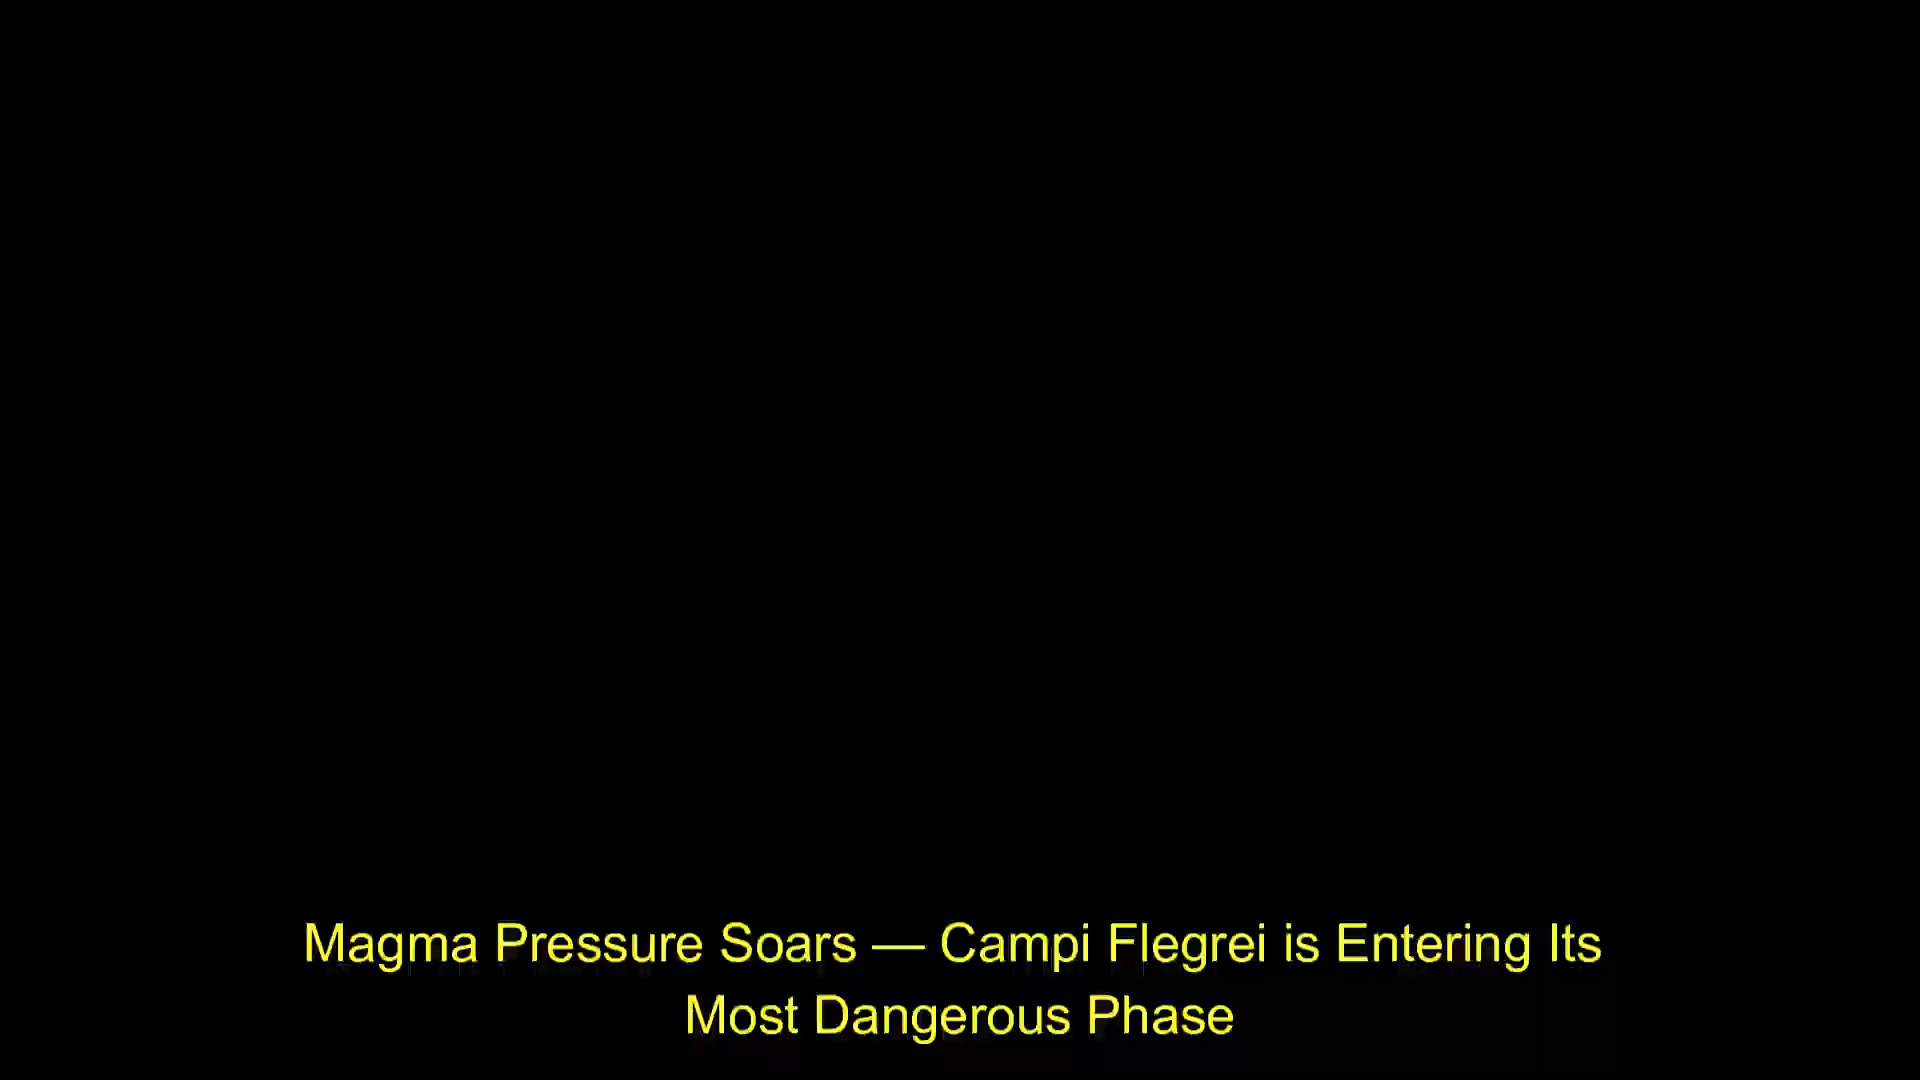 Magma Pressure Soars — Campi Flegrei is Entering Its
Most Dangerous Phase